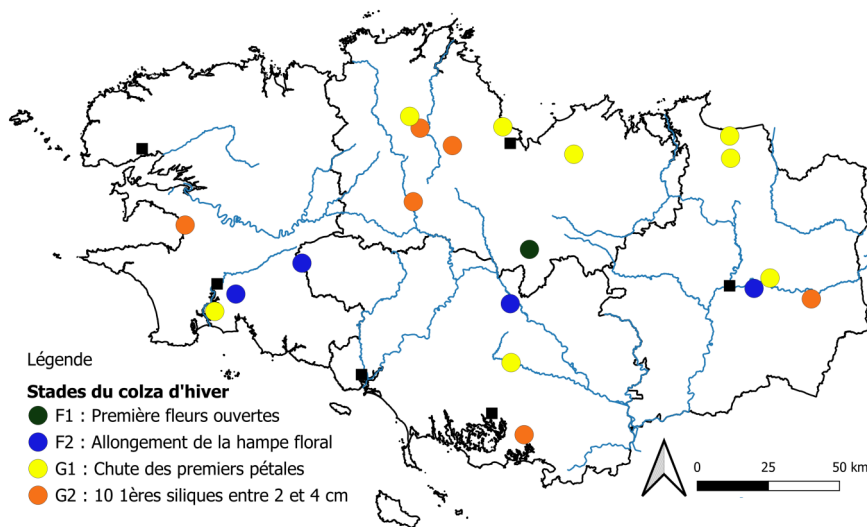 Légende
Stades du colza d'hiver
F1 : Première fleurs ouvertes
F2 : Allongement de la hampe floral
G1 : Chute des premiers pétales
G2 : 10 1ères siliques entre 2 et 4 cm
0 25 50 km